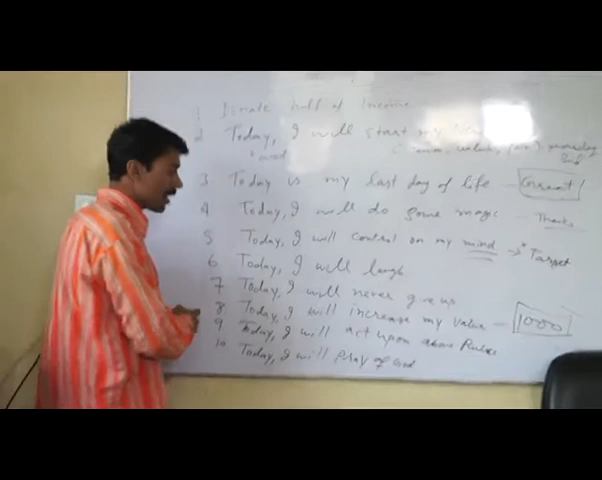 1 Donate half of Income
2 Today, I will start my New
3 Today is my last day of life - Great!
4 Today, I will do some magic - Thanks
5 Today, I will control on my mind → Target
6 Today, I will laugh
7 Today, I will never give up
8 Today, I will increase my value - 1000
9 Today, I will act upon above Rules
10 Today, I will pray of God